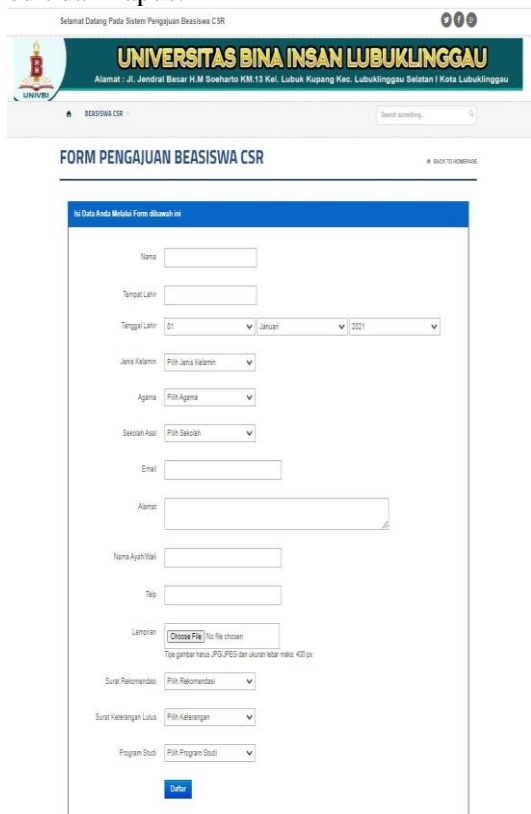 Selamat Datang Pada Sistem Pengajuan Beasiswa CSR
UNIVERSITAS BINA INSAN LUBUKLINGGAU
Alamat : Jl. Jendral Besar H.M Soeharto KM.13 Kel. Lubuk Kupang Kec. Lubuklinggau Selatan I Kota Lubuklinggau
UNIVBI
BEASISWA CSR
Search something..
FORM PENGAJUAN BEASISWA CSR
BACK TO HOMEPAGE
Isi Data Anda Melalui Form dibawah ini
Nama
Tempat Lahir
Tanggal Lahir 01 Januari 2021
Jenis Kelamin Pilih Jenis Kelamin
Agama Pilih Agama
Sekolah Asal Pilih Sekolah
Email
Alamat
Nama Ayah/Wali
Telp
Lampiran Choose File No file chosen
Tipe gambar harus JPG/JPEG dan ukuran lebar maks: 400 px.
Surat Rekomendasi Pilih Rekomendasi
Surat Keterangan Lulus Pilih Keterangan
Program Studi Pilih Program Studi
Daftar